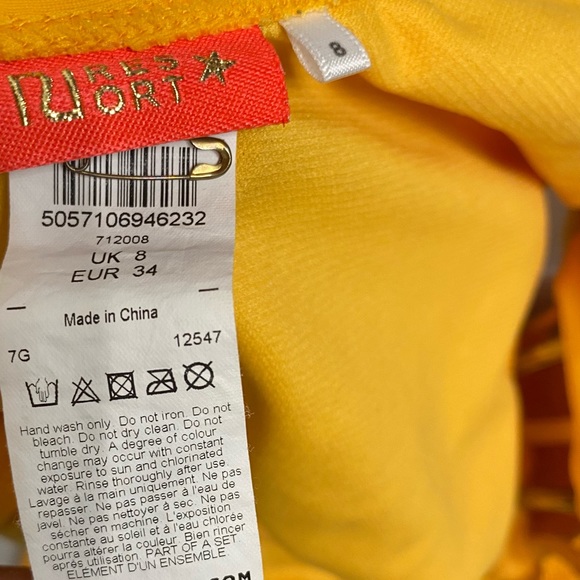 RI RES
ORT
8
5057106946232
712008
UK 8
EUR 34
Made in China
7G 12547
Hand wash only. Do not iron. Do not
bleach. Do not dry clean. Do not
tumble dry. A degree of colour
change may occur with constant
exposure to sun and chlorinated
water. Rinse thoroughly after use.
Lavage à la main uniquement. Ne pas
repasser. Ne pas passer à l'eau de
javel. Ne pas nettoyer à sec. Ne pas
sécher en machine. L'exposition
constante au soleil et à l'eau chlorée
pourra altérer la couleur. Bien rincer
après utilisation. PART OF A SET.
ELEMENT D'UN ENSEMBLE